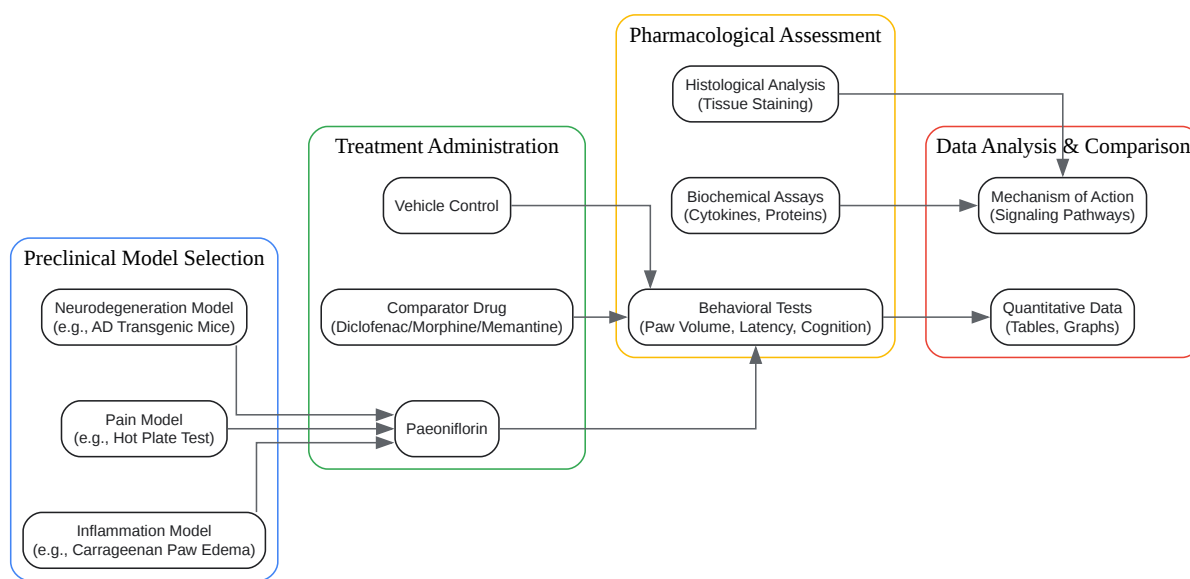 Preclinical Model Selection
Neurodegeneration Model
(e.g., AD Transgenic Mice)
Pain Model
(e.g., Hot Plate Test)
Inflammation Model
(e.g., Carrageenan Paw Edema)
Treatment Administration
Vehicle Control
Comparator Drug
(Diclofenac/Morphine/Memantine)
Paeoniflorin
Pharmacological Assessment
Histological Analysis
(Tissue Staining)
Biochemical Assays
(Cytokines, Proteins)
Behavioral Tests
(Paw Volume, Latency, Cognition)
Data Analysis & Comparison
Mechanism of Action
(Signaling Pathways)
Quantitative Data
(Tables, Graphs)